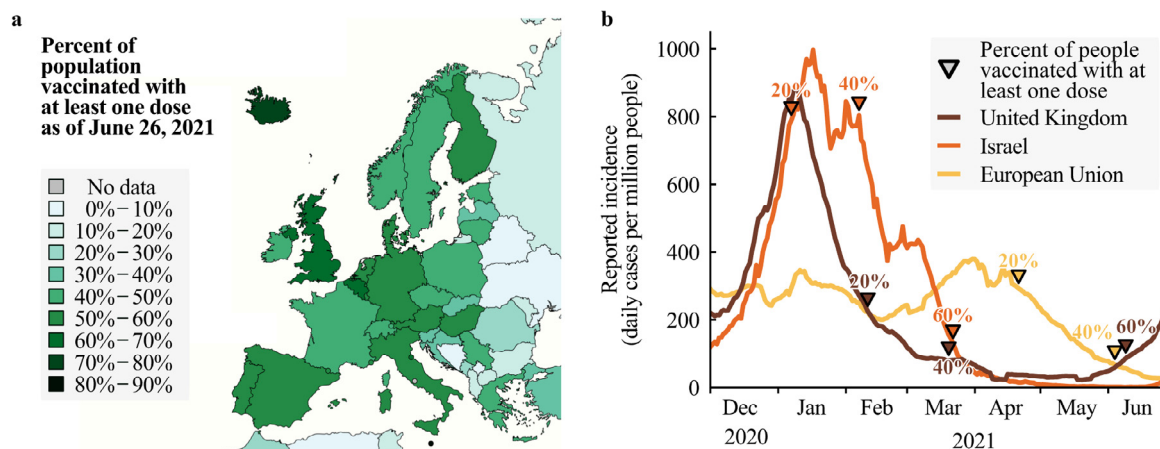 a
Percent of
population
vaccinated with
at least one dose
as of June 26, 2021
No data
0%–10%
10%–20%
20%–30%
30%–40%
40%–50%
50%–60%
60%–70%
70%–80%
80%–90%
b
Reported incidence
(daily cases per million people)
1000
800
600
400
200
0
20%
40%
20%
60%
40%
20%
40%
60%
Percent of people
vaccinated with at
least one dose
United Kingdom
Israel
European Union
Dec Jan Feb Mar Apr May Jun
2020 2021